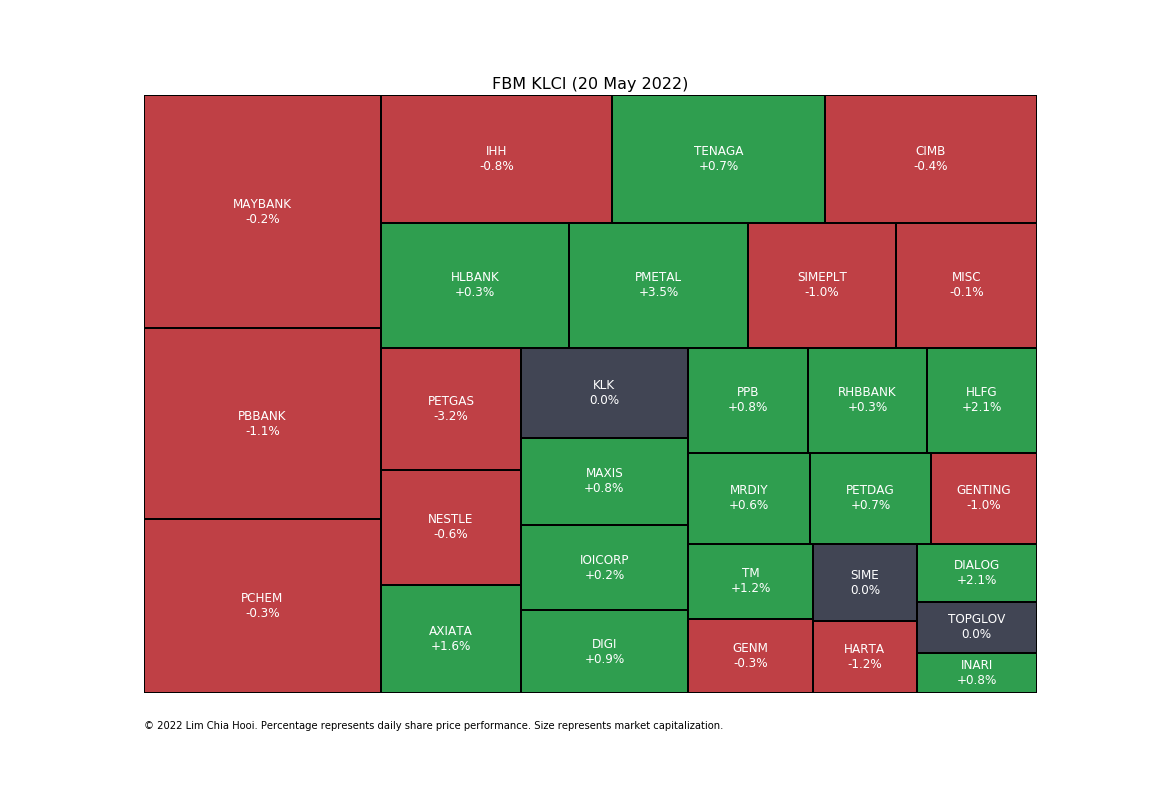 FBM KLCI (20 May 2022)
MAYBANK
-0.2%
PBBANK
-1.1%
PCHEM
-0.3%
IHH
-0.8%
TENAGA
+0.7%
CIMB
-0.4%
HLBANK
+0.3%
PMETAL
+3.5%
SIMEPLT
-1.0%
MISC
-0.1%
PETGAS
-3.2%
NESTLE
-0.6%
AXIATA
+1.6%
KLK
0.0%
MAXIS
+0.8%
IOICORP
+0.2%
DIGI
+0.9%
PPB
+0.8%
RHBBANK
+0.3%
HLFG
+2.1%
MRDIY
+0.6%
PETDAG
+0.7%
GENTING
-1.0%
TM
+1.2%
GENM
-0.3%
SIME
0.0%
HARTA
-1.2%
DIALOG
+2.1%
TOPGLOV
0.0%
INARI
+0.8%
© 2022 Lim Chia Hooi. Percentage represents daily share price performance. Size represents market capitalization.